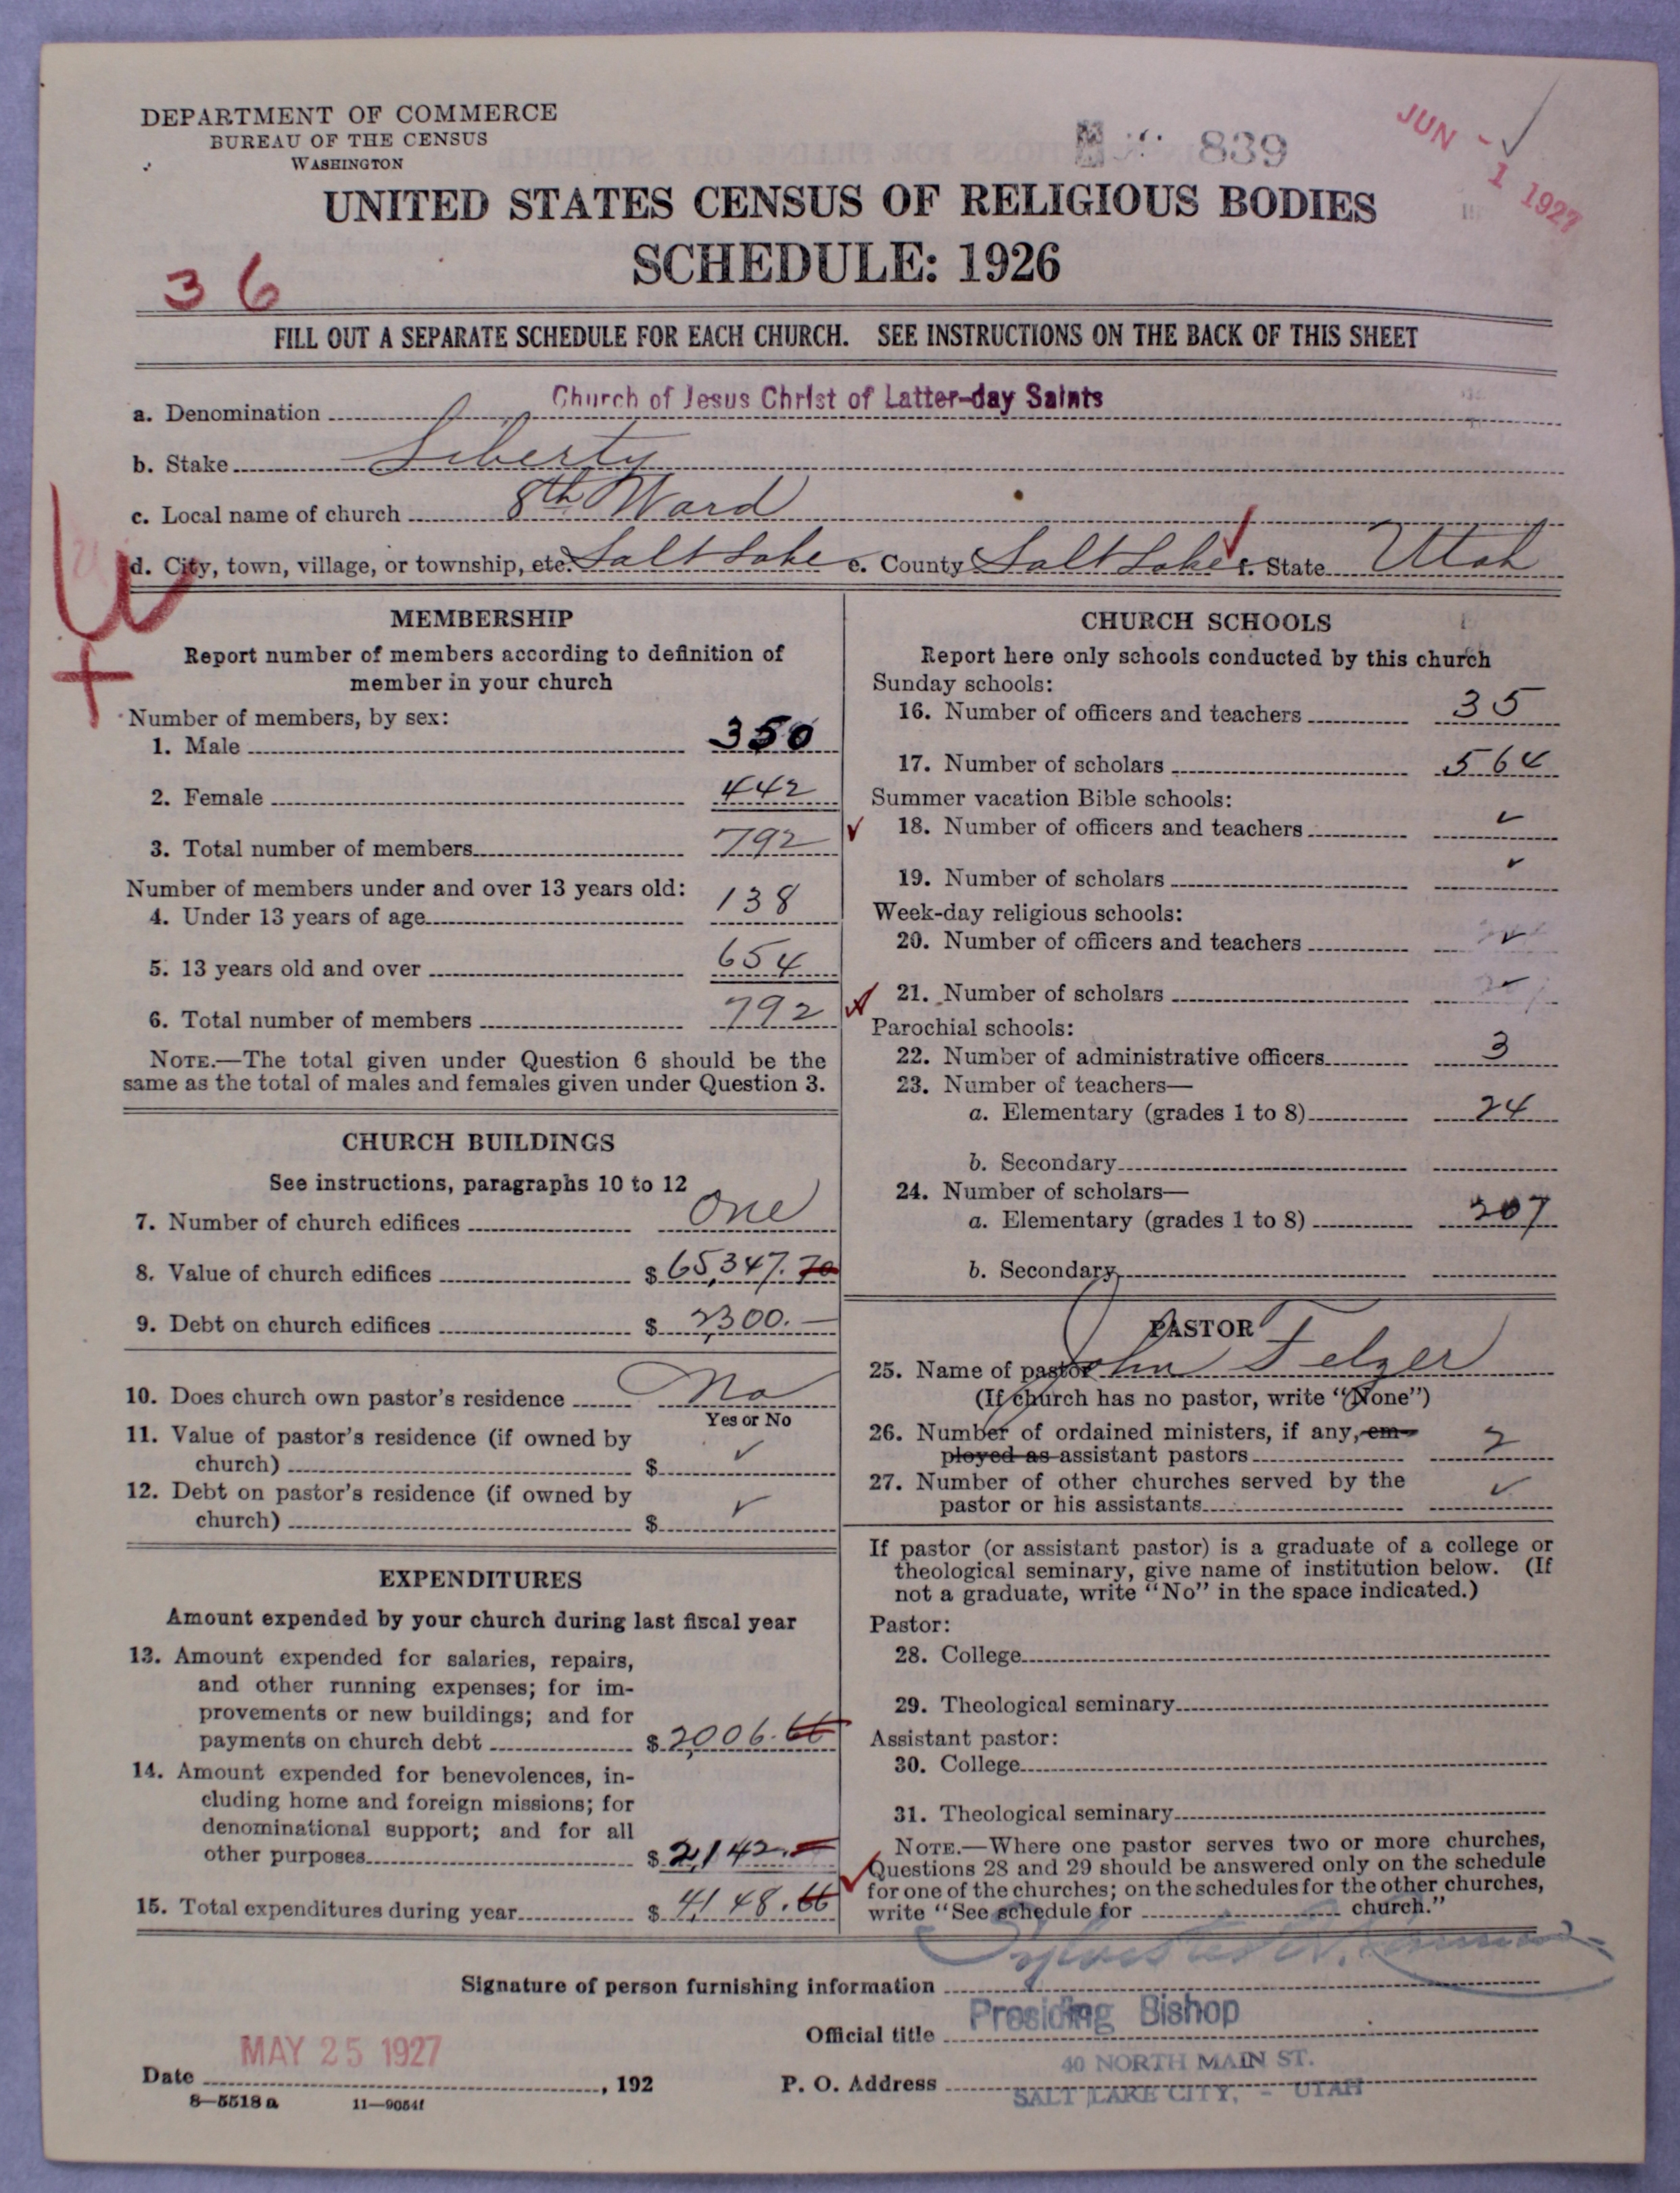 DEPARTMENT OF COMMERCE
BUREAU OF THE CENSUS
WASHINGTON
839
JUN - 1 1927
UNITED STATES CENSUS OF RELIGIOUS BODIES
SCHEDULE: 1926
36
FILL OUT A SEPARATE SCHEDULE FOR EACH CHURCH. SEE INSTRUCTIONS ON THE BACK OF THIS SHEET
a. Denomination Church of Jesus Christ of Latter-day Saints
b. Stake Liberty
c. Local name of church 8th Ward
d. City, town, village, or township, etc. Salt Lake e. County Salt Lake f. State Utah
MEMBERSHIP
Report number of members according to definition of
member in your church
Number of members, by sex:
1. Male 350
2. Female 442
3. Total number of members 792
Number of members under and over 13 years old:
4. Under 13 years of age 138
5. 13 years old and over 654
6. Total number of members 792
NOTE.—The total given under Question 6 should be the
same as the total of males and females given under Question 3.
CHURCH BUILDINGS
See instructions, paragraphs 10 to 12
7. Number of church edifices One
8. Value of church edifices $ 65,347.70
9. Debt on church edifices $ 2,300.—
10. Does church own pastor's residence No
Yes or No
11. Value of pastor's residence (if owned by
church) $ ✓
12. Debt on pastor's residence (if owned by
church) $ ✓
EXPENDITURES
Amount expended by your church during last fiscal year
13. Amount expended for salaries, repairs,
and other running expenses; for im-
provements or new buildings; and for
payments on church debt $ 2,006.66
14. Amount expended for benevolences, in-
cluding home and foreign missions; for
denominational support; and for all
other purposes $ 2,142.—
15. Total expenditures during year $ 4,148.66
CHURCH SCHOOLS
Report here only schools conducted by this church
Sunday schools:
16. Number of officers and teachers 35
17. Number of scholars 564
Summer vacation Bible schools:
18. Number of officers and teachers ✓
19. Number of scholars ✓
Week-day religious schools:
20. Number of officers and teachers ✓
21. Number of scholars ✓
Parochial schools:
22. Number of administrative officers 3
23. Number of teachers—
a. Elementary (grades 1 to 8) 24
b. Secondary
24. Number of scholars—
a. Elementary (grades 1 to 8) 207
b. Secondary
PASTOR
25. Name of pastor John Felzer
(If church has no pastor, write "None")
26. Number of ordained ministers, if any, em-
ployed as assistant pastors 2
27. Number of other churches served by the
pastor or his assistants ✓
If pastor (or assistant pastor) is a graduate of a college or
theological seminary, give name of institution below. (If
not a graduate, write "No" in the space indicated.)
Pastor:
28. College
29. Theological seminary
Assistant pastor:
30. College
31. Theological seminary
NOTE.—Where one pastor serves two or more churches,
Questions 28 and 29 should be answered only on the schedule
for one of the churches; on the schedules for the other churches,
write "See schedule for church."
Signature of person furnishing information Sylvester Q. Cannon
Official title Presiding Bishop
Date MAY 25 1927, 192
P. O. Address 40 NORTH MAIN ST.
SALT LAKE CITY, - UTAH
8—5518 a 11—9054f